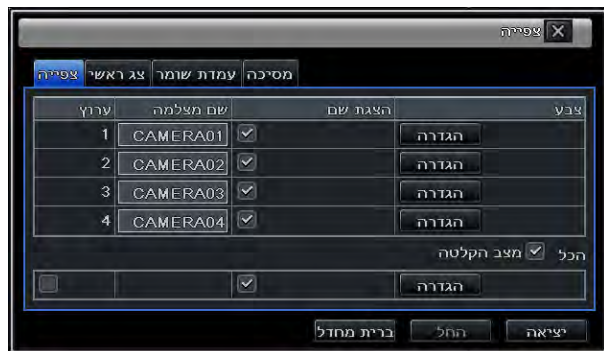 צפייה
צפייה צג ראשי עמדת שומר מסיכה
ערוץ שם מצלמה הצגת שם צבע
1 CAMERA01 הגדרה
2 CAMERA02 הגדרה
3 CAMERA03 הגדרה
4 CAMERA04 הגדרה
הכל מצב הקלטה
הגדרה
ברית מחדל החל יציאה